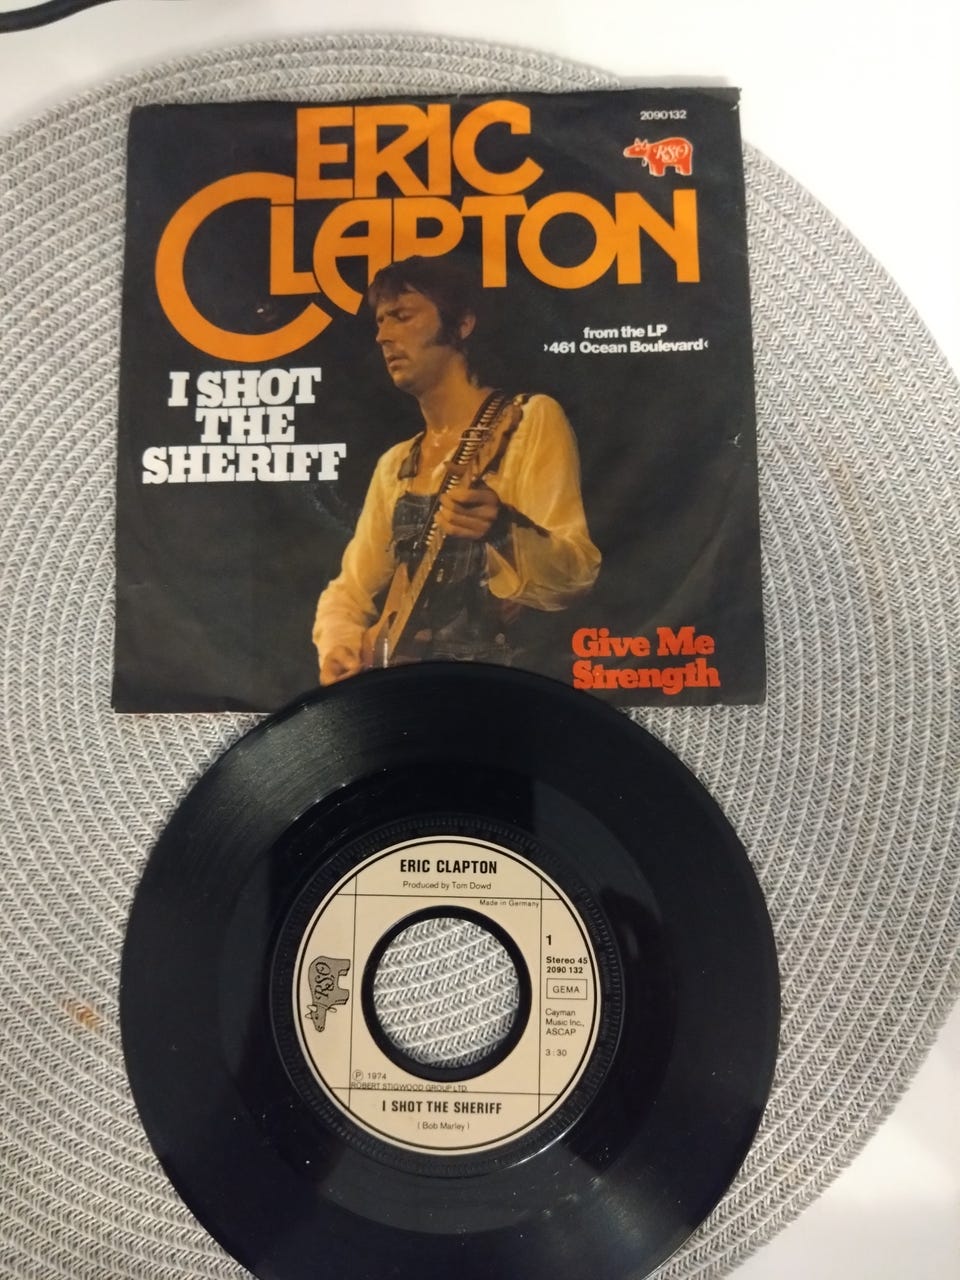 ERIC
CLAPTON
2090132
RSO
from the LP
›461 Ocean Boulevard‹
I SHOT
THE
SHERIFF
Give Me
Strength
ERIC CLAPTON
Produced by Tom Dowd
Made in Germany
1
Stereo 45
2090 132
GEMA
Cayman
Music Inc.,
ASCAP
3:30
RSO
Ⓟ 1974
ROBERT STIGWOOD GROUP LTD.
I SHOT THE SHERIFF
( Bob Marley )